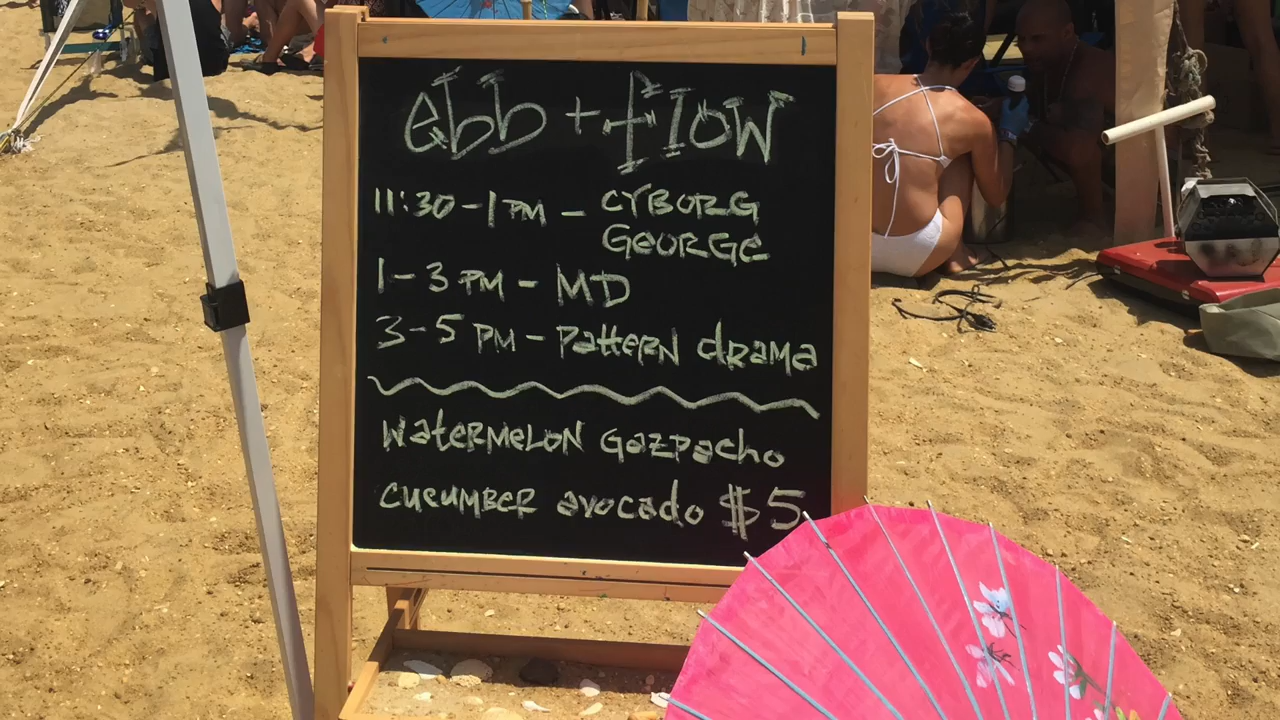 ebb + flow
11:30 - 1 PM - CYBORG
GEORGE
1 - 3 PM - MD
3 - 5 PM - Pattern drama
Watermelon Gazpacho
cucumber avocado $5